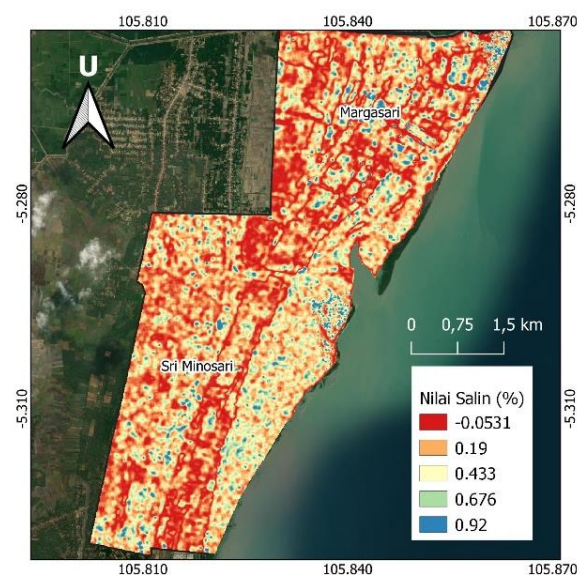 105.810 105.840 105.870
U
Margasari
-5.280 -5.280
0 0,75 1,5 km
Sri Minosari
Nilai Salin (%)
-0.0531
0.19
0.433
0.676
0.92
-5.310 -5.310
105.810 105.840 105.870